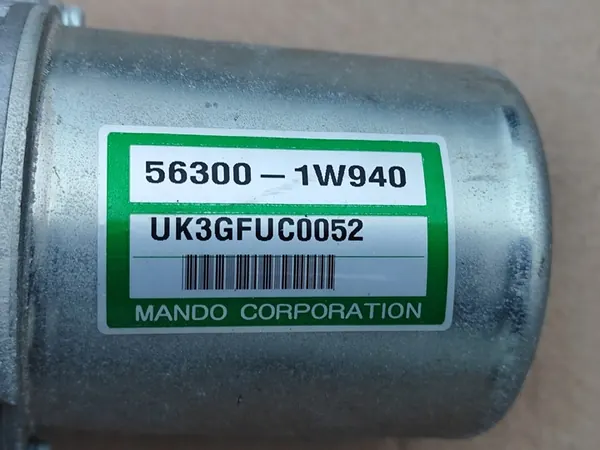 56300-1W940
UK3GFUC0052
MANDO CORPORATION